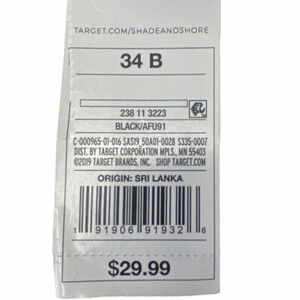 TARGET.COM/SHADEANDSHORE
34 B
238 11 3223
BLACK/AFU91
C-000965-01-016 SAS19_50A01-0028 S335-0007
DIST. BY TARGET CORPORATION MPLS., MN 55403
©2019 TARGET BRANDS, INC. SHOP TARGET.COM
ORIGIN: SRI LANKA
1 91906 91932 6
$29.99